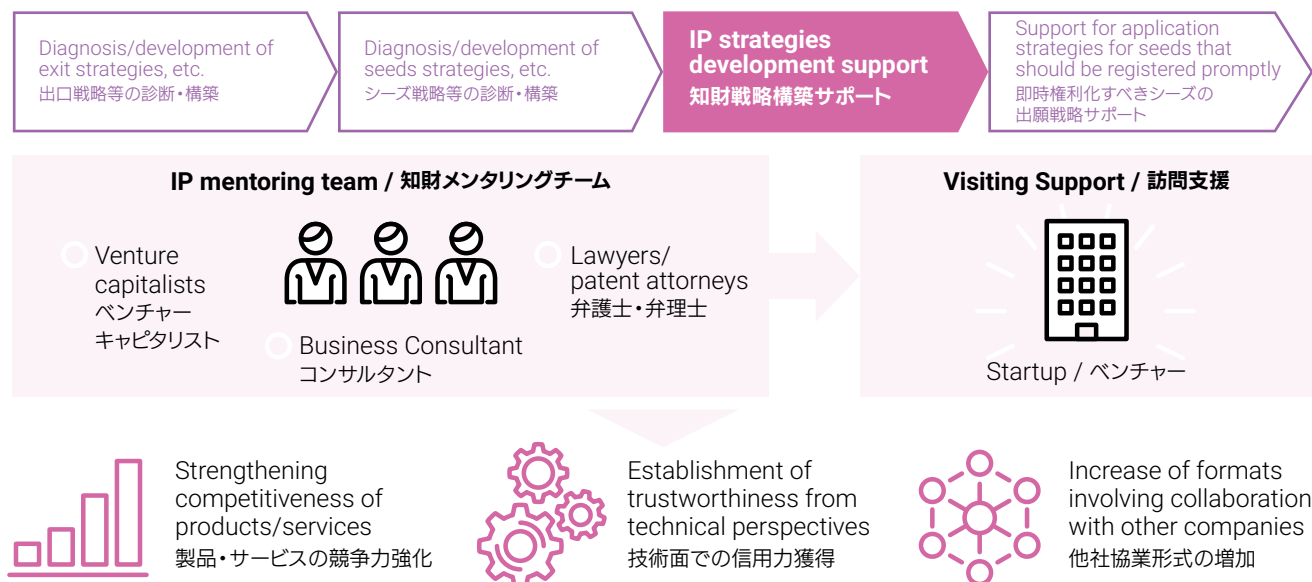 Diagnosis/development of
exit strategies, etc.
出口戦略等の診断・構築
Diagnosis/development of
seeds strategies, etc.
シーズ戦略等の診断・構築
IP strategies
development support
知財戦略構築サポート
Support for application
strategies for seeds that
should be registered promptly
即時権利化すべきシーズの
出願戦略サポート
IP mentoring team / 知財メンタリングチーム
Venture
capitalists
ベンチャー
キャピタリスト
Business Consultant
コンサルタント
Lawyers/
patent attorneys
弁護士・弁理士
Visiting Support / 訪問支援
Startup / ベンチャー
Strengthening
competitiveness of
products/services
製品・サービスの競争力強化
Establishment of
trustworthiness from
technical perspectives
技術面での信用力獲得
Increase of formats
involving collaboration
with other companies
他社協業形式の増加